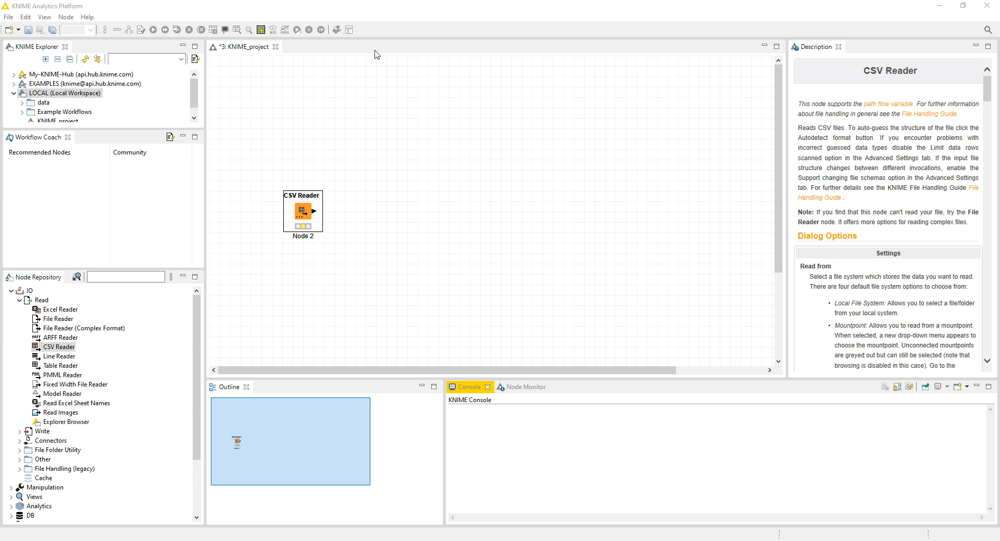 KNIME Analytics Platform
File Edit View Node Help
KNIME Explorer
My-KNIME-Hub (api.hub.knime.com)
EXAMPLES (knime@api.hub.knime.com)
LOCAL (Local Workspace)
data
Example Workflows
KNIME_project
Workflow Coach
Recommended Nodes Community
Node Repository
IO
Read
Excel Reader
File Reader
File Reader (Complex Format)
ARFF Reader
CSV Reader
Line Reader
Table Reader
PMML Reader
Fixed Width File Reader
Model Reader
Read Excel Sheet Names
Read Images
Explorer Browser
Write
Connectors
File Folder Utility
Other
File Handling (legacy)
Cache
Manipulation
Views
Analytics
DB
*3: KNIME_project
CSV Reader
Node 2
Outline
Console Node Monitor
KNIME Console
Description
CSV Reader
This node supports the path flow variable. For further information
about file handling in general see the File Handling Guide.
Reads CSV files. To auto-guess the structure of the file click the
Autodetect format button. If you encounter problems with
incorrect guessed data types disable the Limit data rows
scanned option in the Advanced Settings tab. If the input file
structure changes between different invocations, enable the
Support changing file schemas option in the Advanced Settings
tab. For further details see the KNIME File Handling Guide File
Handling Guide .
Note: If you find that this node can't read your file, try the File
Reader node. It offers more options for reading complex files.
Dialog Options
Settings
Read from
Select a file system which stores the data you want to read.
There are four default file system options to choose from:
• Local File System: Allows you to select a file/folder
from your local system.
• Mountpoint: Allows you to read from a mountpoint.
When selected, a new drop-down menu appears to
choose the mountpoint. Unconnected mountpoints
are greyed out but can still be selected (note that
browsing is disabled in this case). Go to the